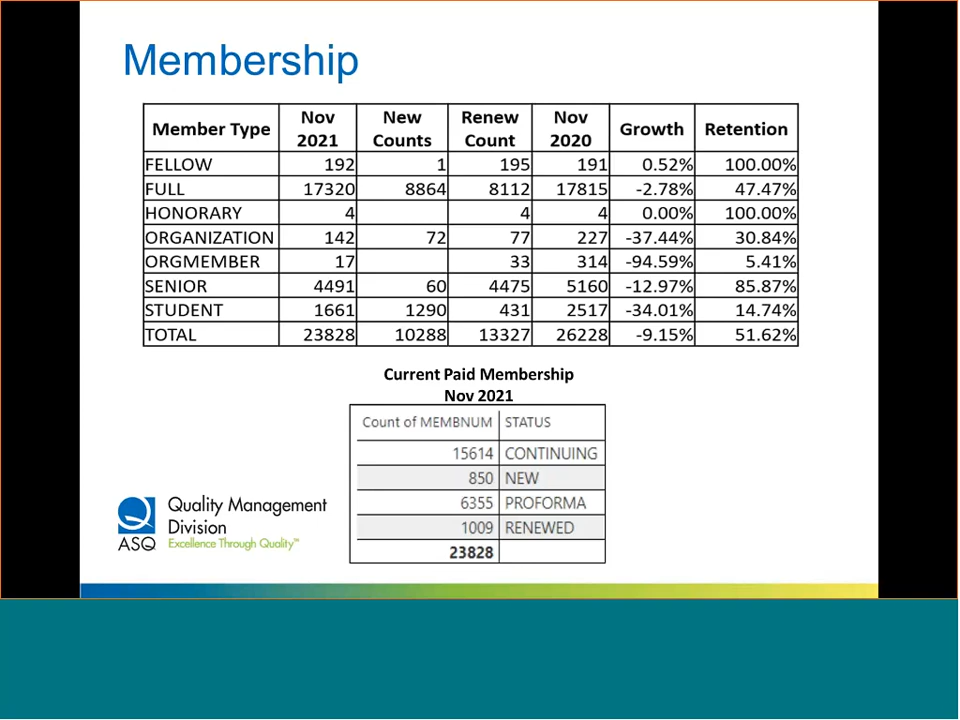 Membership
Member Type Nov 2021 New Counts Renew Count Nov 2020 Growth Retention
FELLOW 192 1 195 191 0.52% 100.00%
FULL 17320 8864 8112 17815 -2.78% 47.47%
HONORARY 4 4 4 0.00% 100.00%
ORGANIZATION 142 72 77 227 -37.44% 30.84%
ORGMEMBER 17 33 314 -94.59% 5.41%
SENIOR 4491 60 4475 5160 -12.97% 85.87%
STUDENT 1661 1290 431 2517 -34.01% 14.74%
TOTAL 23828 10288 13327 26228 -9.15% 51.62%
Current Paid Membership
Nov 2021
Count of MEMBNUM STATUS
15614 CONTINUING
850 NEW
6355 PROFORMA
1009 RENEWED
23828
Quality Management
Division
ASQ Excellence Through Quality™